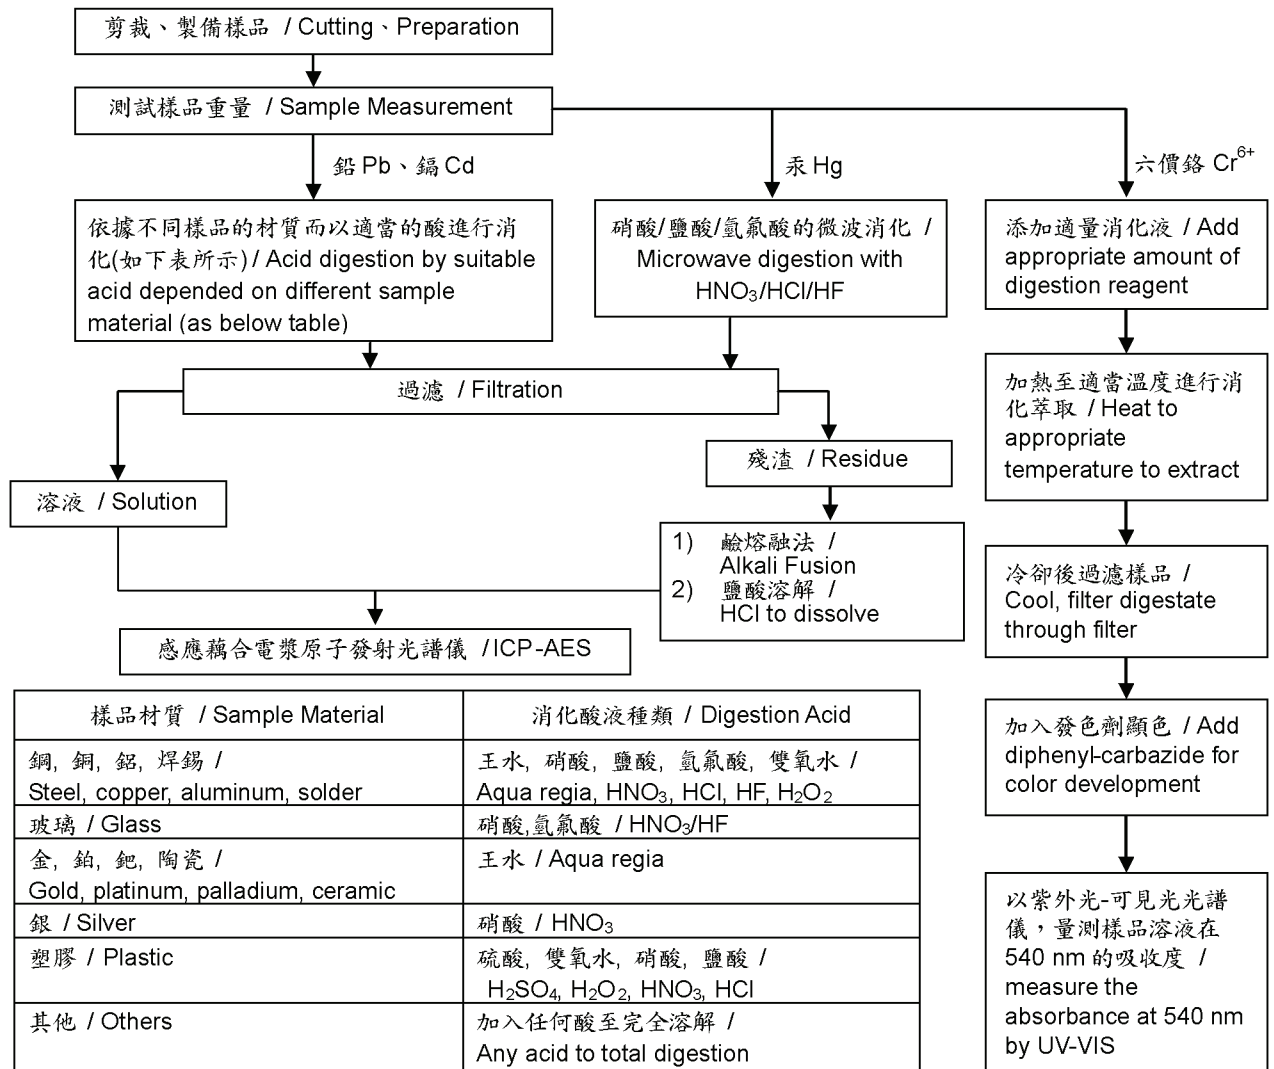 剪裁、製備樣品 / Cutting、Preparation
測試樣品重量 / Sample Measurement
鉛 Pb、鎘 Cd
汞 Hg
六價鉻 Cr⁶⁺
依據不同樣品的材質而以適當的酸進行消
化(如下表所示) / Acid digestion by suitable
acid depended on different sample
material (as below table)
硝酸/鹽酸/氫氟酸的微波消化 /
Microwave digestion with
HNO₃/HCl/HF
添加適量消化液 / Add
appropriate amount of
digestion reagent
過濾 / Filtration
加熱至適當溫度進行消
化萃取 / Heat to
appropriate
temperature to extract
殘渣 / Residue
溶液 / Solution
1) 鹼熔融法 /
Alkali Fusion
2) 鹽酸溶解 /
HCl to dissolve
冷卻後過濾樣品 /
Cool, filter digestate
through filter
感應藕合電漿原子發射光譜儀 / ICP-AES
加入發色劑顯色 / Add
diphenyl-carbazide for
color development
以紫外光-可見光光譜
儀，量測樣品溶液在
540 nm 的吸收度 /
measure the
absorbance at 540 nm
by UV-VIS
樣品材質 / Sample Material
消化酸液種類 / Digestion Acid
鋼, 銅, 鋁, 焊錫 /
Steel, copper, aluminum, solder
王水, 硝酸, 鹽酸, 氫氟酸, 雙氧水 /
Aqua regia, HNO₃, HCl, HF, H₂O₂
玻璃 / Glass
硝酸,氫氟酸 / HNO₃/HF
金, 鉑, 鈀, 陶瓷 /
Gold, platinum, palladium, ceramic
王水 / Aqua regia
銀 / Silver
硝酸 / HNO₃
塑膠 / Plastic
硫酸, 雙氧水, 硝酸, 鹽酸 /
H₂SO₄, H₂O₂, HNO₃, HCl
其他 / Others
加入任何酸至完全溶解 /
Any acid to total digestion